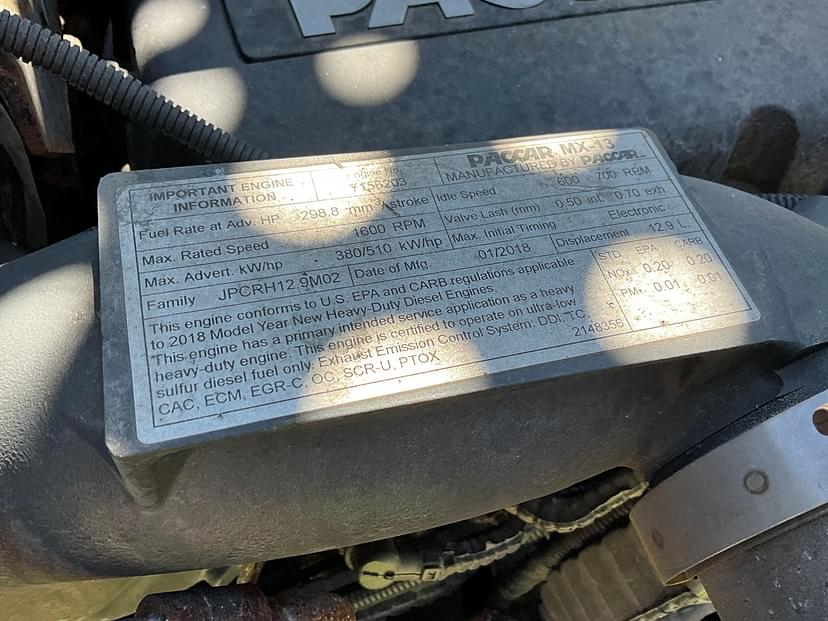 PACCAR
IMPORTANT ENGINE INFORMATION
Engine No. Y156203
PACCAR MX-13
MANUFACTURED BY PACCAR
Fuel Rate at Adv. HP 298.8 mm³/stroke
Idle Speed 600 - 700 RPM
Max. Rated Speed 1600 RPM
Valve Lash (mm) 0.50 int. 0.70 exh
Max. Advert. kW/hp 380/510 kW/hp
Max. Initial Timing Electronic
Family JPCRH12.9M02
Date of Mfg. 01/2018
Displacement 12.9 L
This engine conforms to U.S. EPA and CARB regulations applicable
to 2018 Model Year New Heavy-Duty Diesel Engines.
This engine has a primary intended service application as a heavy
heavy-duty engine. This engine is certified to operate on ultra-low
sulfur diesel fuel only. Exhaust Emission Control System: DDI, TC,
CAC, ECM, EGR-C, OC, SCR-U, PTOX
2148356
STD. EPA CARB
NOx 0.20 0.20
PM 0.01 0.01